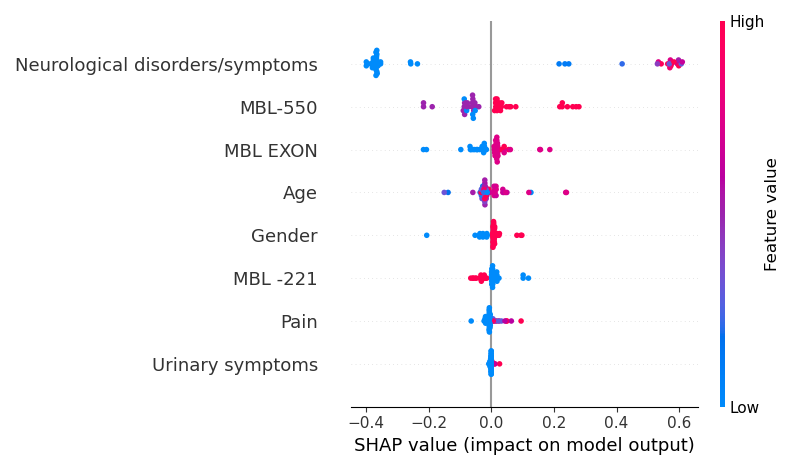 High
Neurological disorders/symptoms
MBL-550
MBL EXON
Age
Gender
MBL -221
Pain
Urinary symptoms
Feature value
Low
−0.4 −0.2 0.0 0.2 0.4 0.6
SHAP value (impact on model output)